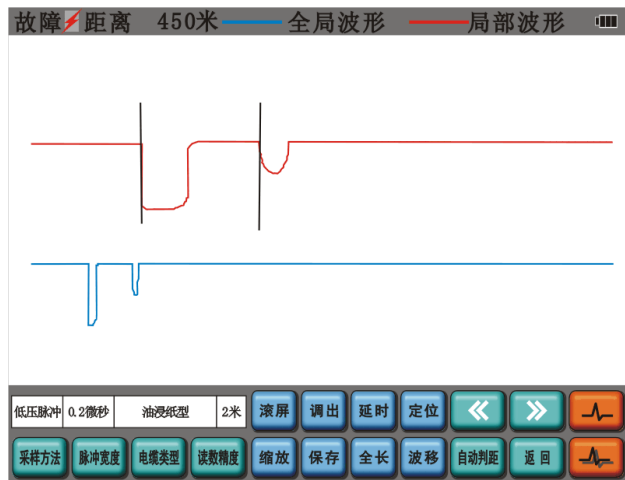 故障距离 450米 全局波形 局部波形
低压脉冲 0.2微秒 油浸纸型 2米 滚屏 调出 延时 定位
采样方法 脉冲宽度 电缆类型 读数精度 缩放 保存 全长 波移 自动判距 返回